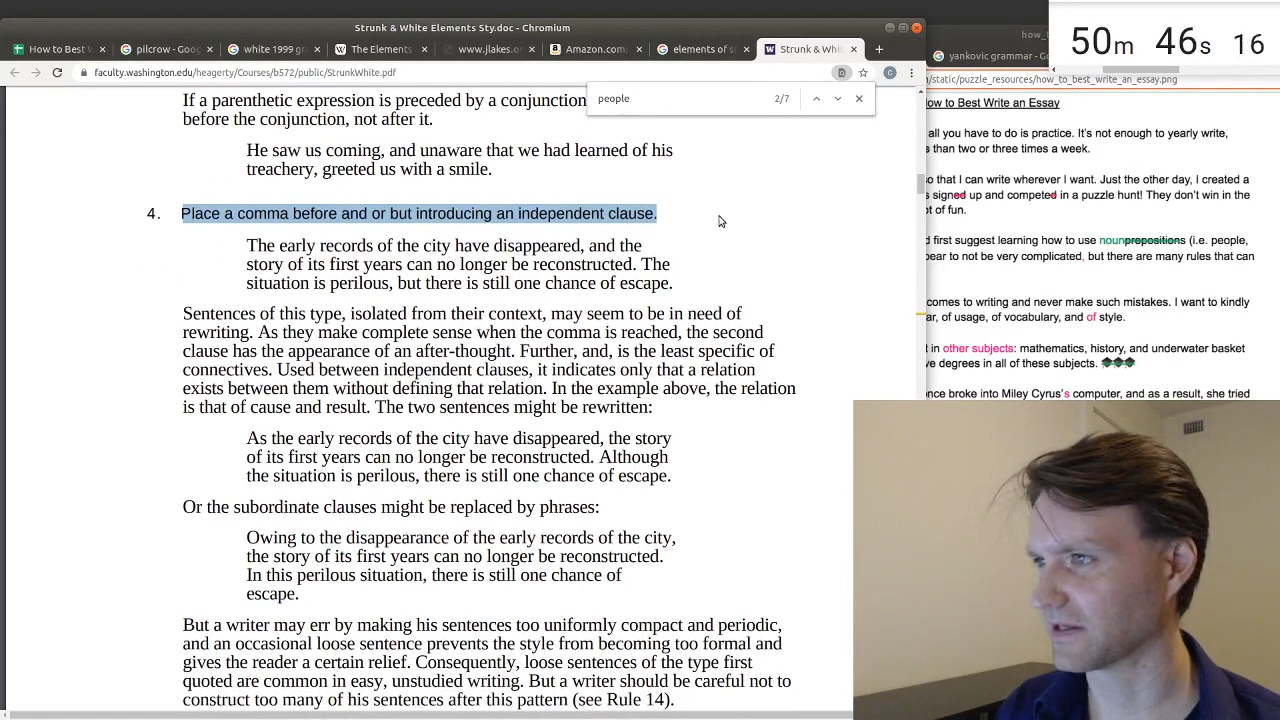 Strunk & White Elements Sty.doc - Chromium
50m 46s 16
How to Best W
pilcrow - Goog
white 1999 gra
The Elements
www.jlakes.or
Amazon.com:
elements of s
Strunk & Whit
yankovic grammar - Goog
faculty.washington.edu/heagerty/Courses/b572/public/StrunkWhite.pdf
C
om/static/puzzle_resources/how_to_best_write_an_essay.png
people 2/7
If a parenthetic expression is preceded by a conjunction
before the conjunction, not after it.
He saw us coming, and unaware that we had learned of his
treachery, greeted us with a smile.
4. Place a comma before and or but introducing an independent clause.
The early records of the city have disappeared, and the
story of its first years can no longer be reconstructed. The
situation is perilous, but there is still one chance of escape.
Sentences of this type, isolated from their context, may seem to be in need of
rewriting. As they make complete sense when the comma is reached, the second
clause has the appearance of an after-thought. Further, and, is the least specific of
connectives. Used between independent clauses, it indicates only that a relation
exists between them without defining that relation. In the example above, the relation
is that of cause and result. The two sentences might be rewritten:
As the early records of the city have disappeared, the story
of its first years can no longer be reconstructed. Although
the situation is perilous, there is still one chance of escape.
Or the subordinate clauses might be replaced by phrases:
Owing to the disappearance of the early records of the city,
the story of its first years can no longer be reconstructed.
In this perilous situation, there is still one chance of
escape.
But a writer may err by making his sentences too uniformly compact and periodic,
and an occasional loose sentence prevents the style from becoming too formal and
gives the reader a certain relief. Consequently, loose sentences of the type first
quoted are common in easy, unstudied writing. But a writer should be careful not to
construct too many of his sentences after this pattern (see Rule 14).
How to Best Write an Essay
all you have to do is practice. It's not enough to yearly write,
e than two or three times a week.
so that I can write wherever I want. Just the other day, I created a
s signed up and competed in a puzzle hunt! They don't win in the
ot of fun.
d first suggest learning how to use nounprepositions (i.e. people,
pear to not be very complicated, but there are many rules that can
comes to writing and never make such mistakes. I want to kindly
ar, of usage, of vocabulary, and of style.
t in other subjects: mathematics, history, and underwater basket
ve degrees in all of these subjects.
once broke into Miley Cyrus's computer, and as a result, she tried